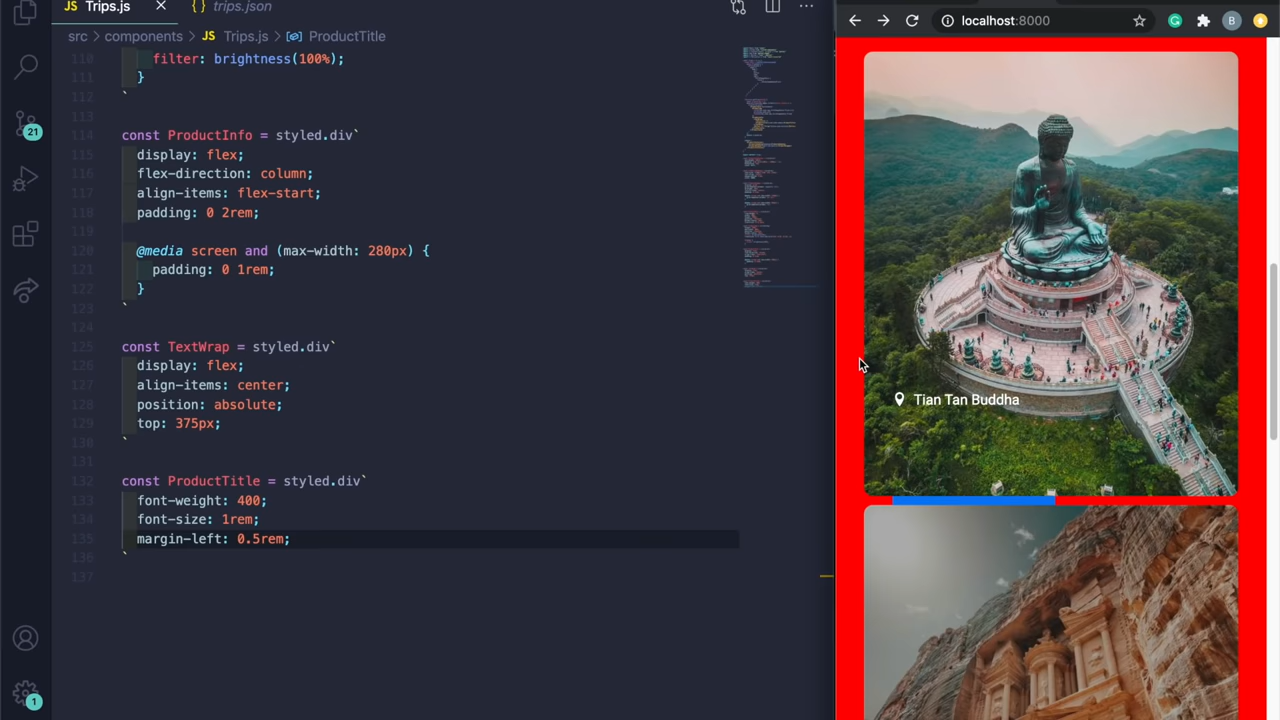 JS Trips.js
{ } trips.json
src > components > JS Trips.js > ProductTitle
110 filter: brightness(100%);
111 }
112 `
113
const ProductInfo = styled.div`
115 display: flex;
116 flex-direction: column;
117 align-items: flex-start;
118 padding: 0 2rem;
119
120 @media screen and (max-width: 280px) {
121 padding: 0 1rem;
122 }
123 `
124
125 const TextWrap = styled.div`
126 display: flex;
127 align-items: center;
128 position: absolute;
129 top: 375px;
130 `
131
132 const ProductTitle = styled.div`
133 font-weight: 400;
134 font-size: 1rem;
135 margin-left: 0.5rem;
136 `
137
21
1
localhost:8000
B
Tian Tan Buddha